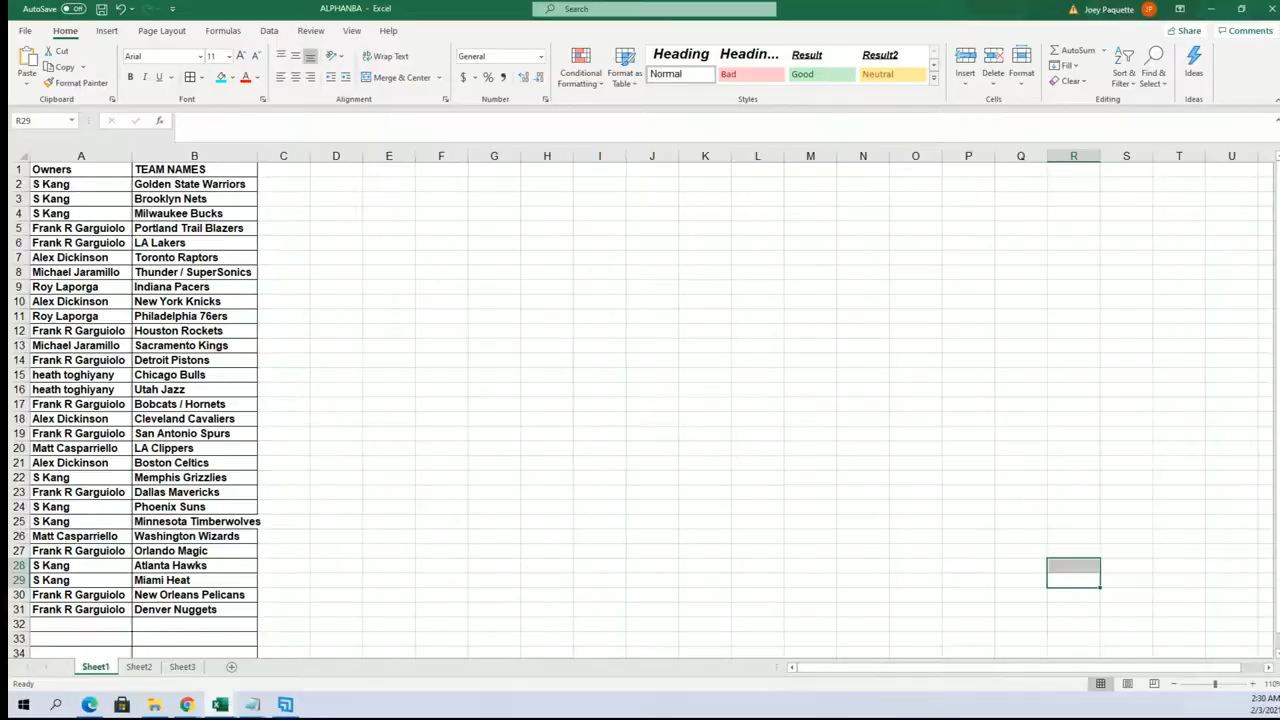 AutoSave Off ALPHANBA - Excel Search Joey Paquette JP
File Home Insert Page Layout Formulas Data Review View Help Share Comments
Cut
Copy
Format Painter
Paste
Clipboard
Arial 11
B I U
Font
Wrap Text
Merge & Center
Alignment
General
$ % 9
Number
Conditional Formatting
Format as Table
Heading Headin... Result Result2
Normal Bad Good Neutral
Styles
Insert Delete Format
Cells
AutoSum
Fill
Clear
Sort & Filter
Find & Select
Editing
Ideas
Ideas
R29 fx
A B C D E F G H I J K L M N O P Q R S T U
1 Owners TEAM NAMES
2 S Kang Golden State Warriors
3 S Kang Brooklyn Nets
4 S Kang Milwaukee Bucks
5 Frank R Garguiolo Portland Trail Blazers
6 Frank R Garguiolo LA Lakers
7 Alex Dickinson Toronto Raptors
8 Michael Jaramillo Thunder / SuperSonics
9 Roy Laporga Indiana Pacers
10 Alex Dickinson New York Knicks
11 Roy Laporga Philadelphia 76ers
12 Frank R Garguiolo Houston Rockets
13 Michael Jaramillo Sacramento Kings
14 Frank R Garguiolo Detroit Pistons
15 heath toghiyany Chicago Bulls
16 heath toghiyany Utah Jazz
17 Frank R Garguiolo Bobcats / Hornets
18 Alex Dickinson Cleveland Cavaliers
19 Frank R Garguiolo San Antonio Spurs
20 Matt Casparriello LA Clippers
21 Alex Dickinson Boston Celtics
22 S Kang Memphis Grizzlies
23 Frank R Garguiolo Dallas Mavericks
24 S Kang Phoenix Suns
25 S Kang Minnesota Timberwolves
26 Matt Casparriello Washington Wizards
27 Frank R Garguiolo Orlando Magic
28 S Kang Atlanta Hawks
29 S Kang Miami Heat
30 Frank R Garguiolo New Orleans Pelicans
31 Frank R Garguiolo Denver Nuggets
32
33
34
Sheet1 Sheet2 Sheet3
Ready 110%
2:30 AM